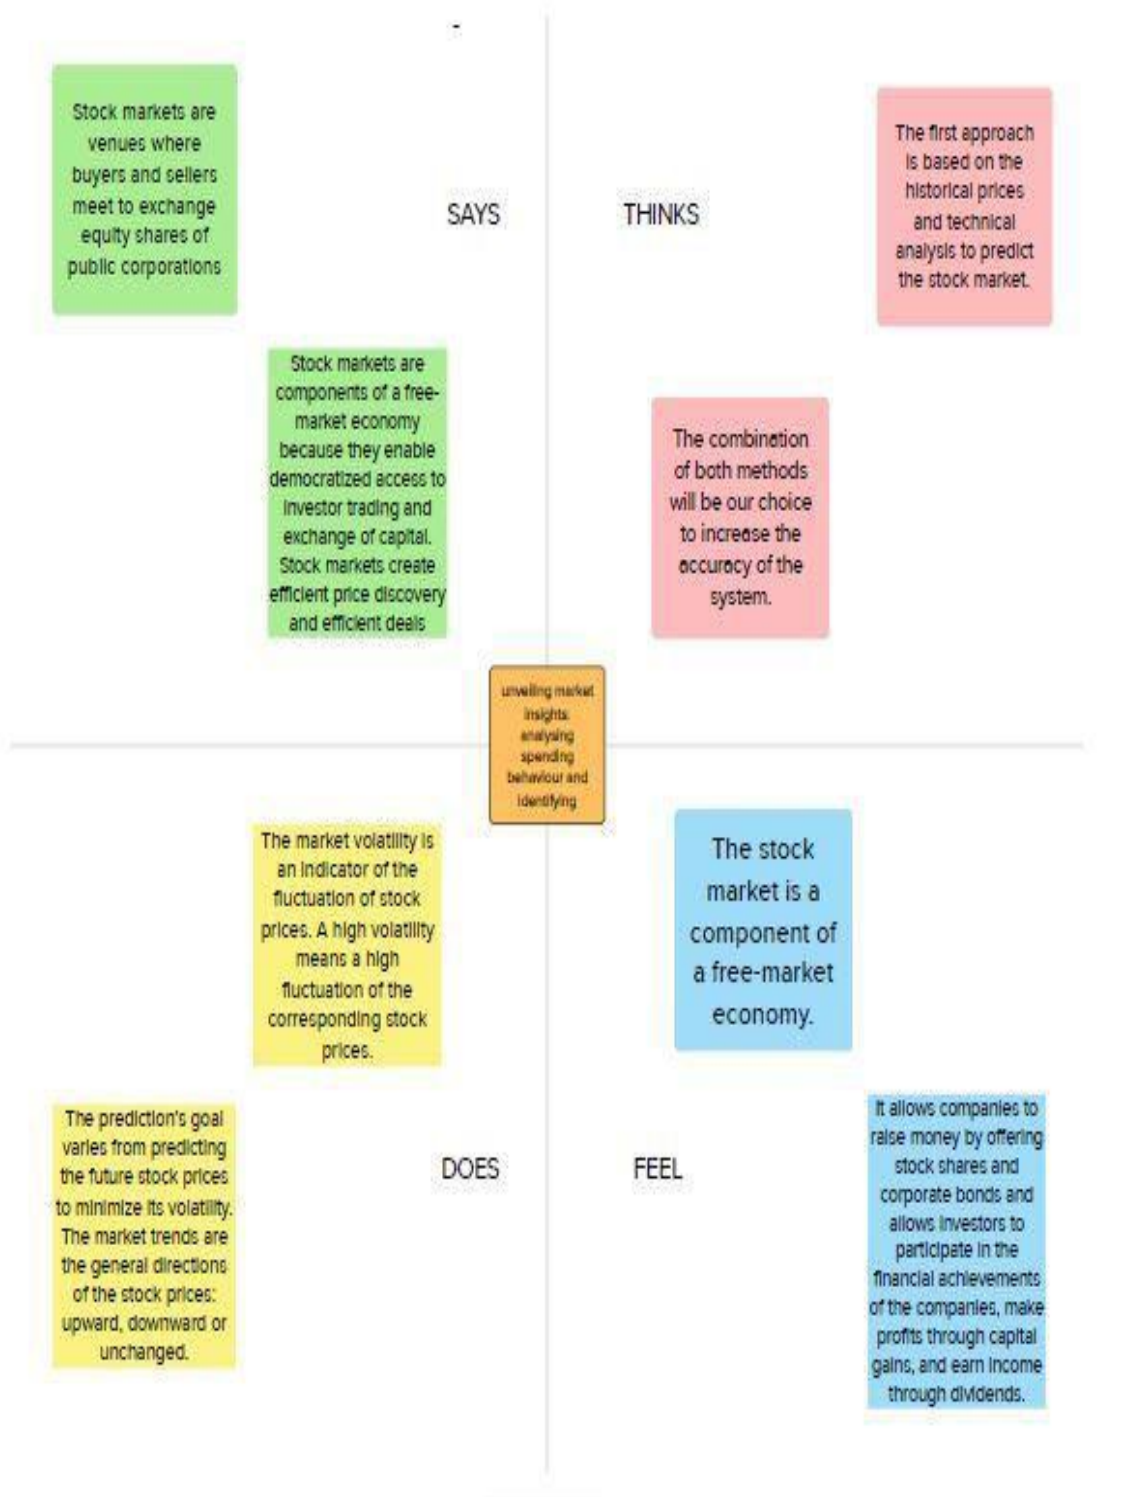 -
Stock markets are
venues where
buyers and sellers
meet to exchange
equity shares of
public corporations
SAYS
THINKS
The first approach
is based on the
historical prices
and technical
analysis to predict
the stock market.
Stock markets are
components of a free-
market economy
because they enable
democratized access to
investor trading and
exchange of capital.
Stock markets create
efficient price discovery
and efficient deals
The combination
of both methods
will be our choice
to increase the
accuracy of the
system.
unveiling market
insights:
analysing
spending
behaviour and
identifying
The market volatility is
an indicator of the
fluctuation of stock
prices. A high volatility
means a high
fluctuation of the
corresponding stock
prices.
The stock
market is a
component of
a free-market
economy.
The prediction's goal
varies from predicting
the future stock prices
to minimize its volatility.
The market trends are
the general directions
of the stock prices:
upward, downward or
unchanged.
DOES
FEEL
It allows companies to
raise money by offering
stock shares and
corporate bonds and
allows investors to
participate in the
financial achievements
of the companies, make
profits through capital
gains, and earn income
through dividends.